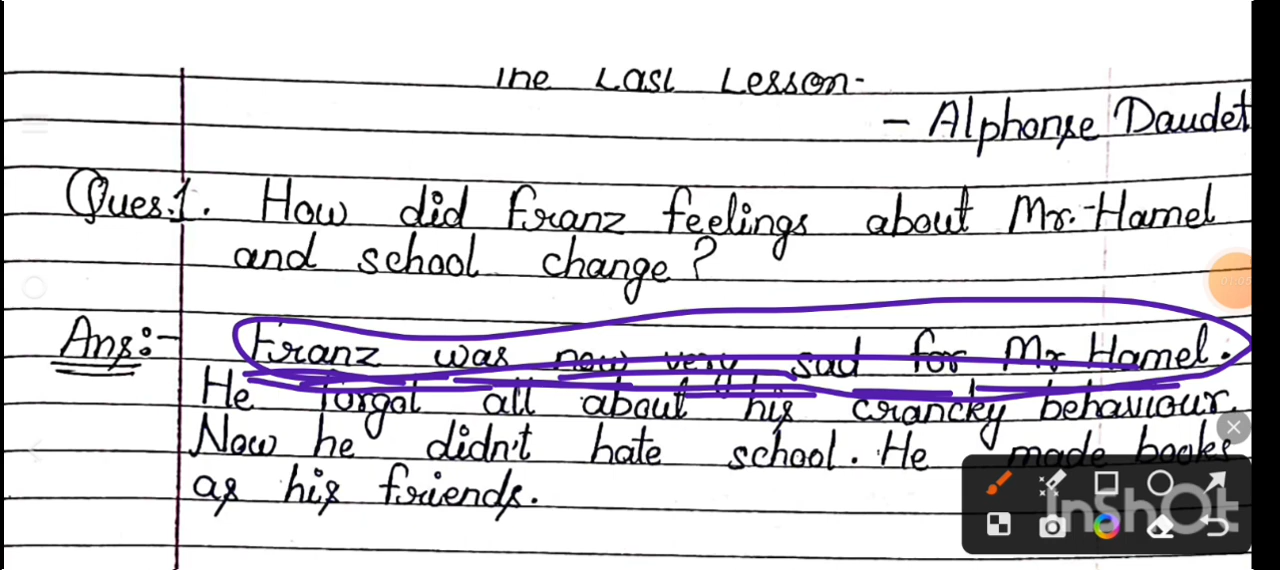 The Last Lesson-
- Alphonse Daudet
Ques:1. How did Franz feelings about Mr. Hamel
and school change?
Ans:- Franz was now very sad for Mr Hamel.
He forgot all about his crancky behaviour.
Now he didn't hate school. He made books
as his friends.
InShOt